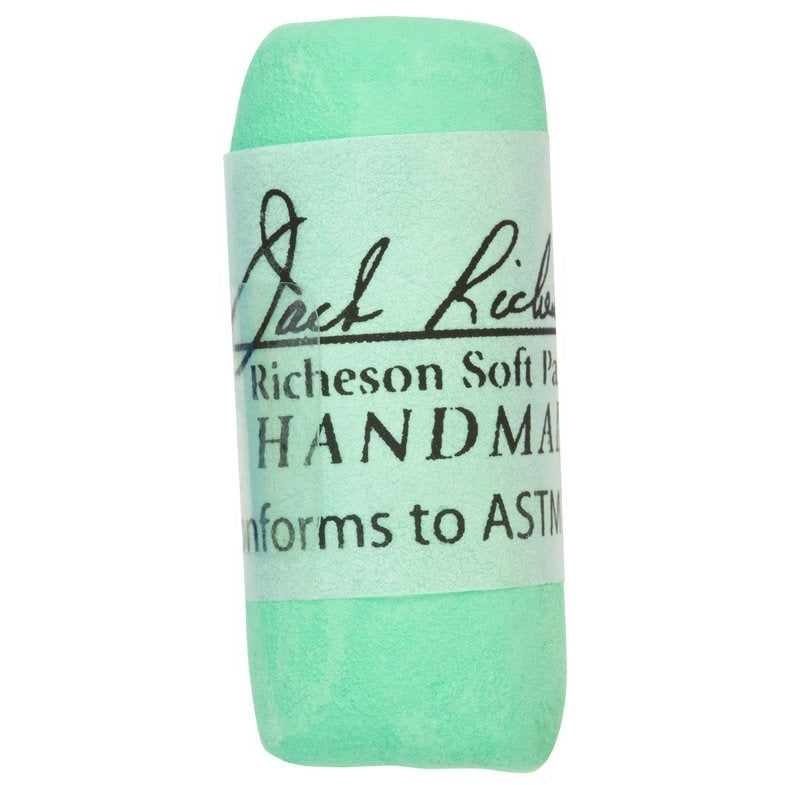 Jack Riche
Richeson Soft Pa
HANDMA
nforms to ASTM